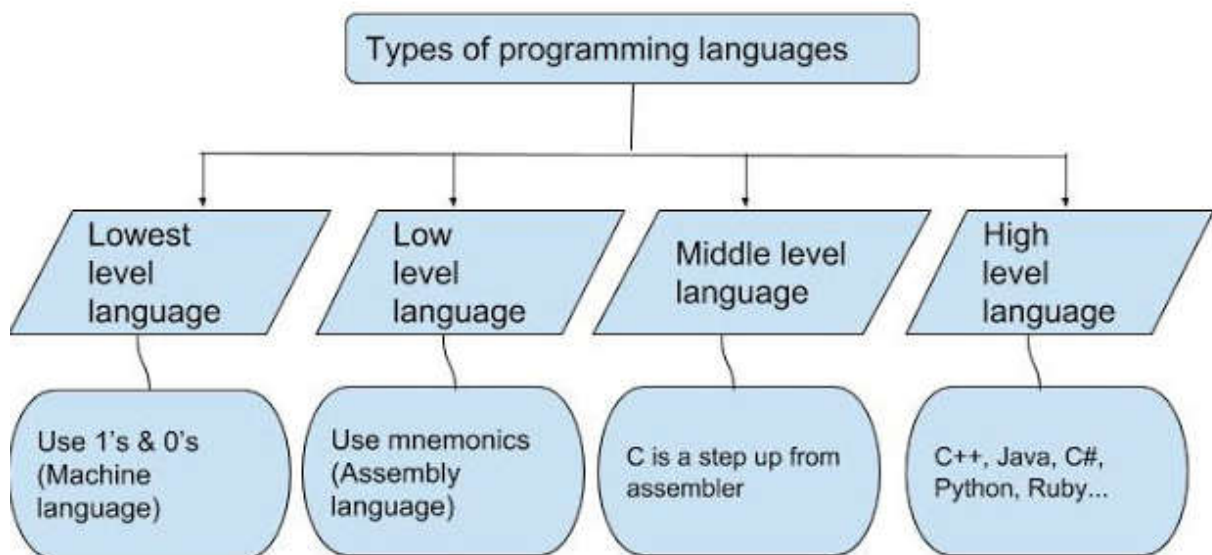 Types of programming languages
Lowest
level
language
Low
level
language
Middle level
language
High
level
language
Use 1's & 0's
(Machine
language)
Use mnemonics
(Assembly
language)
C is a step up from
assembler
C++, Java, C#,
Python, Ruby...